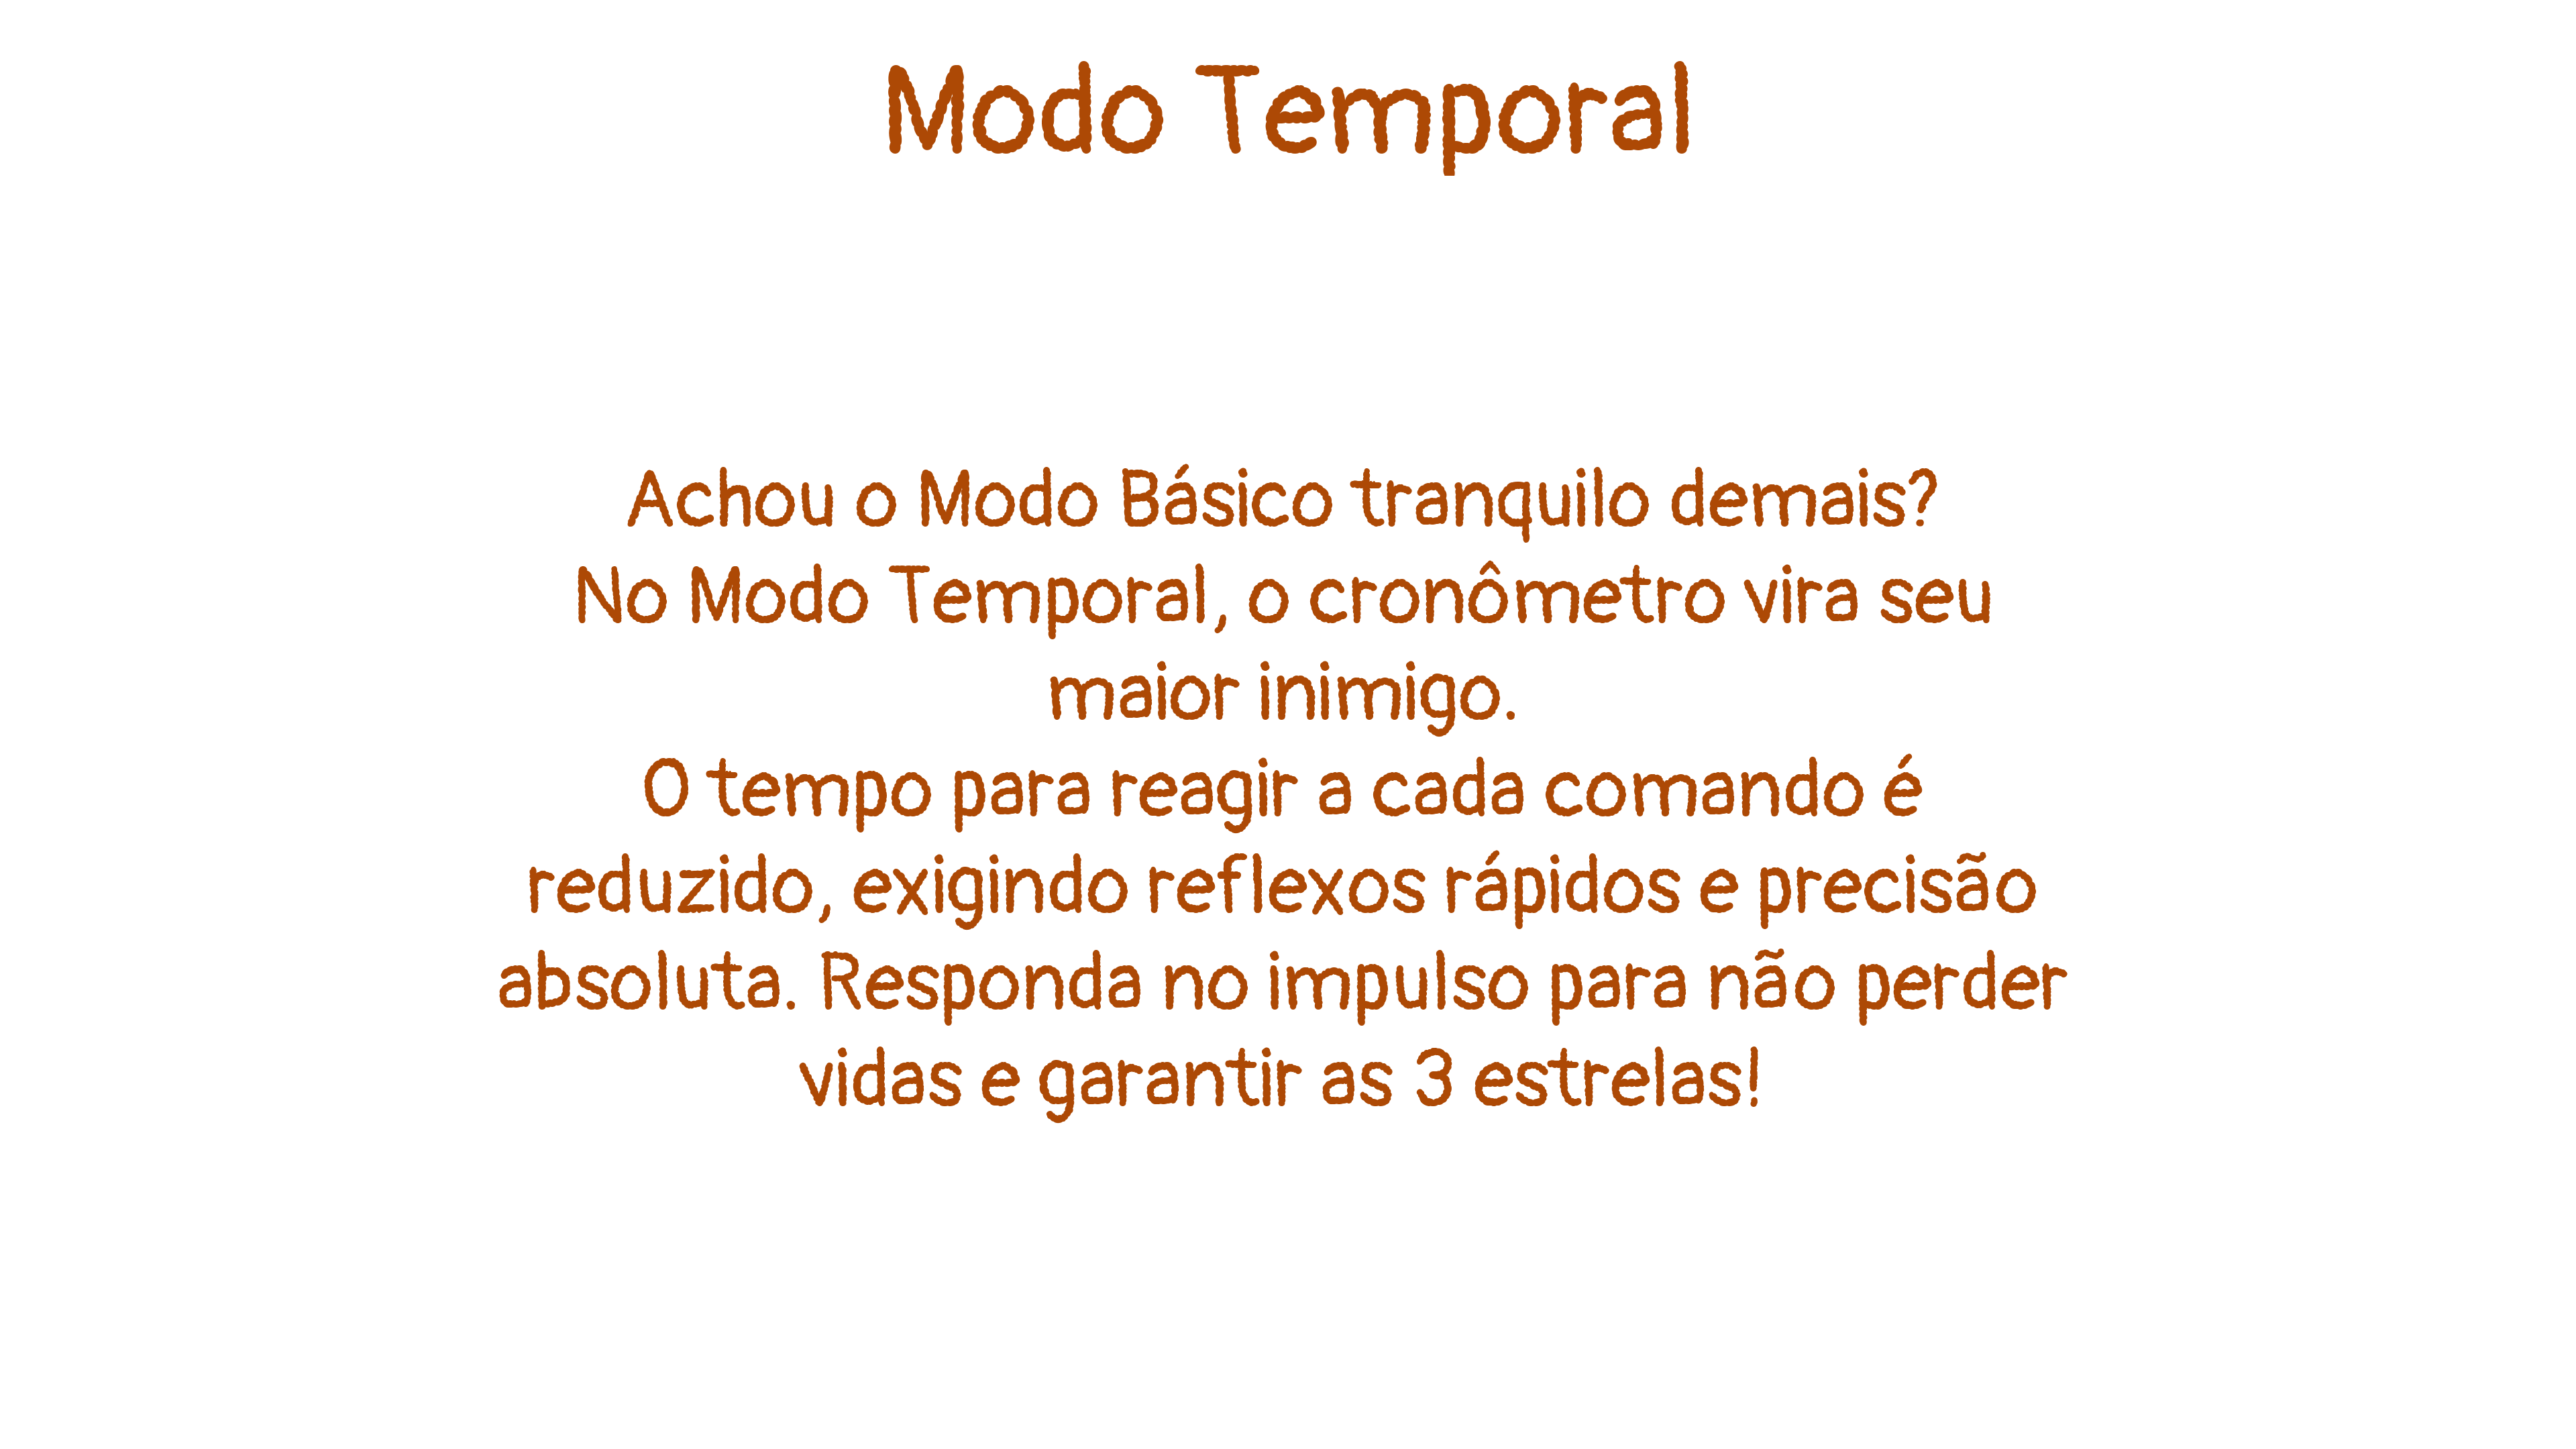 Modo Temporal
Achou o Modo Básico tranquilo demais?
No Modo Temporal, o cronômetro vira seu
maior inimigo.
O tempo para reagir a cada comando é
reduzido, exigindo reflexos rápidos e precisão
absoluta. Responda no impulso para não perder
vidas e garantir as 3 estrelas!